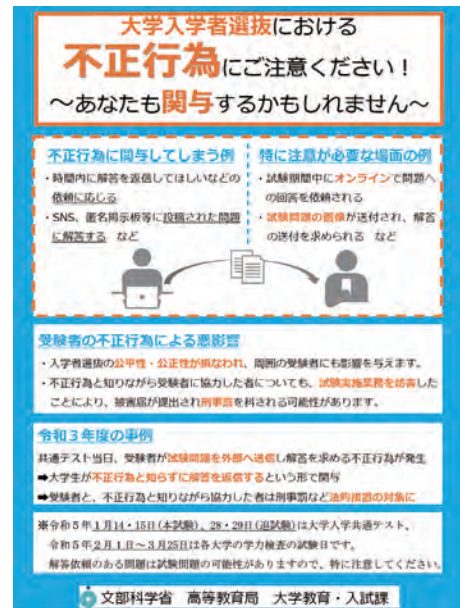 大学入学者選抜における
不正行為にご注意ください！
～あなたも関与するかもしれません～
不正行為に関与してしまう例
・時間内に解答を返信してほしいなどの
依頼に応じる
・SNS、匿名掲示板等に投稿された問題
に解答する など
特に注意が必要な場面の例
・試験期間中にオンラインで問題へ
の回答を依頼される
・試験問題の画像が送付され、解答
の送付を求められる など
受験者の不正行為による悪影響
・入学者選抜の公平性・公正性が損なわれ、周囲の受験者にも影響を与えます。
・不正行為と知りながら受験者に協力した者についても、試験実施業務を妨害した
ことにより、被害届が提出され刑事罰を科される可能性があります。
令和３年度の事例
共通テスト当日、受験者が試験問題を外部へ送信し解答を求める不正行為が発生
➡大学生が不正行為と知らずに解答を返信するという形で関与
➡受験者と、不正行為と知りながら協力した者は刑事罰など法的措置の対象に
※令和５年１月14・15日(本試験)、28・29日(追試験)は大学入学共通テスト、
令和５年２月１日～３月25日は各大学の学力検査の試験日です。
解答依頼のある問題は試験問題の可能性がありますので、特に注意してください。
文部科学省 高等教育局 大学教育・入試課